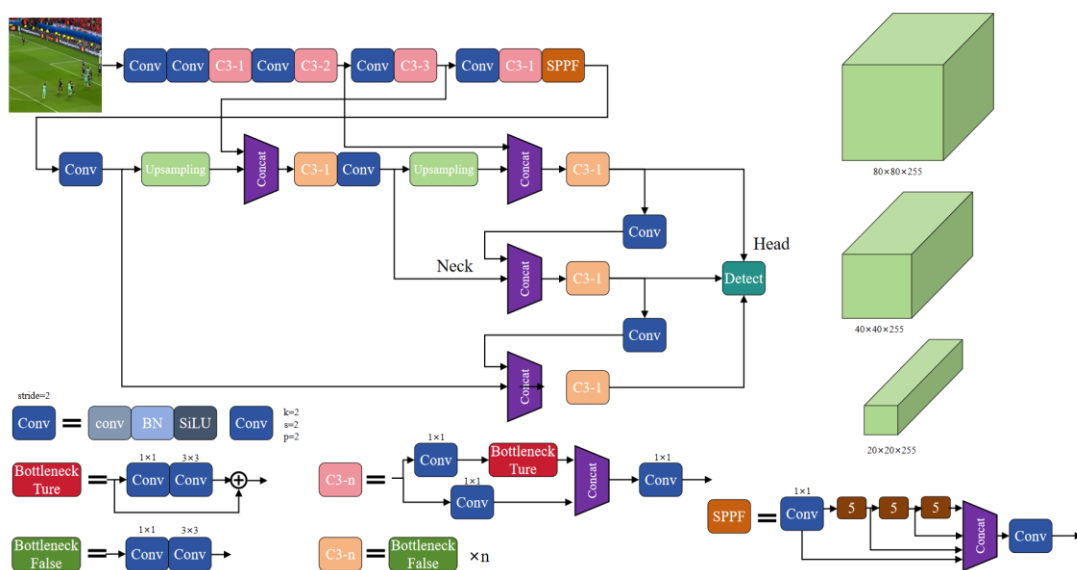 Conv Conv C3-1 Conv C3-2 Conv C3-3 Conv C3-1 SPPF
80×80×255
Conv Upsampling Concat C3-1 Conv Upsampling Concat C3-1
Conv
Neck Concat C3-1 Head
Detect
Conv
40×40×255
Concat C3-1
20×20×255
stride=2
Conv = conv BN SiLU Conv
k=2
s=2
p=2
Bottleneck
Ture
= 1×1 3×3
Conv Conv +
C3-n = 1×1
Conv Bottleneck
Ture
1×1
Conv Concat 1×1
Conv
SPPF = 1×1
Conv 5 5 5 Concat Conv
Bottleneck
False
= 1×1 3×3
Conv Conv
C3-n = Bottleneck
False
×n